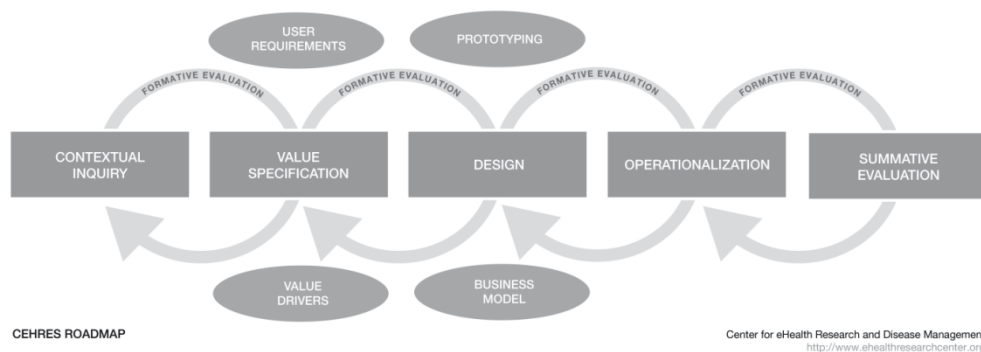 USER
REQUIREMENTS
PROTOTYPING
FORMATIVE EVALUATION
FORMATIVE EVALUATION
FORMATIVE EVALUATION
FORMATIVE EVALUATION
CONTEXTUAL
INQUIRY
VALUE
SPECIFICATION
DESIGN
OPERATIONALIZATION
SUMMATIVE
EVALUATION
VALUE
DRIVERS
BUSINESS
MODEL
CEHRES ROADMAP
Center for eHealth Research and Disease Managemen
http://www.ehealthresearchcenter.or